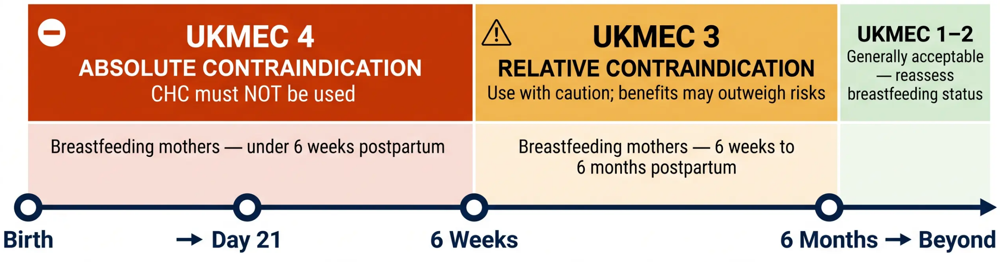 UKMEC 4
ABSOLUTE CONTRAINDICATION
CHC must NOT be used
UKMEC 3
RELATIVE CONTRAINDICATION
Use with caution; benefits may outweigh risks
UKMEC 1–2
Generally acceptable
— reassess
breastfeeding status
Breastfeeding mothers — under 6 weeks postpartum
Breastfeeding mothers — 6 weeks to
6 months postpartum
Birth
→ Day 21
6 Weeks
6 Months → Beyond